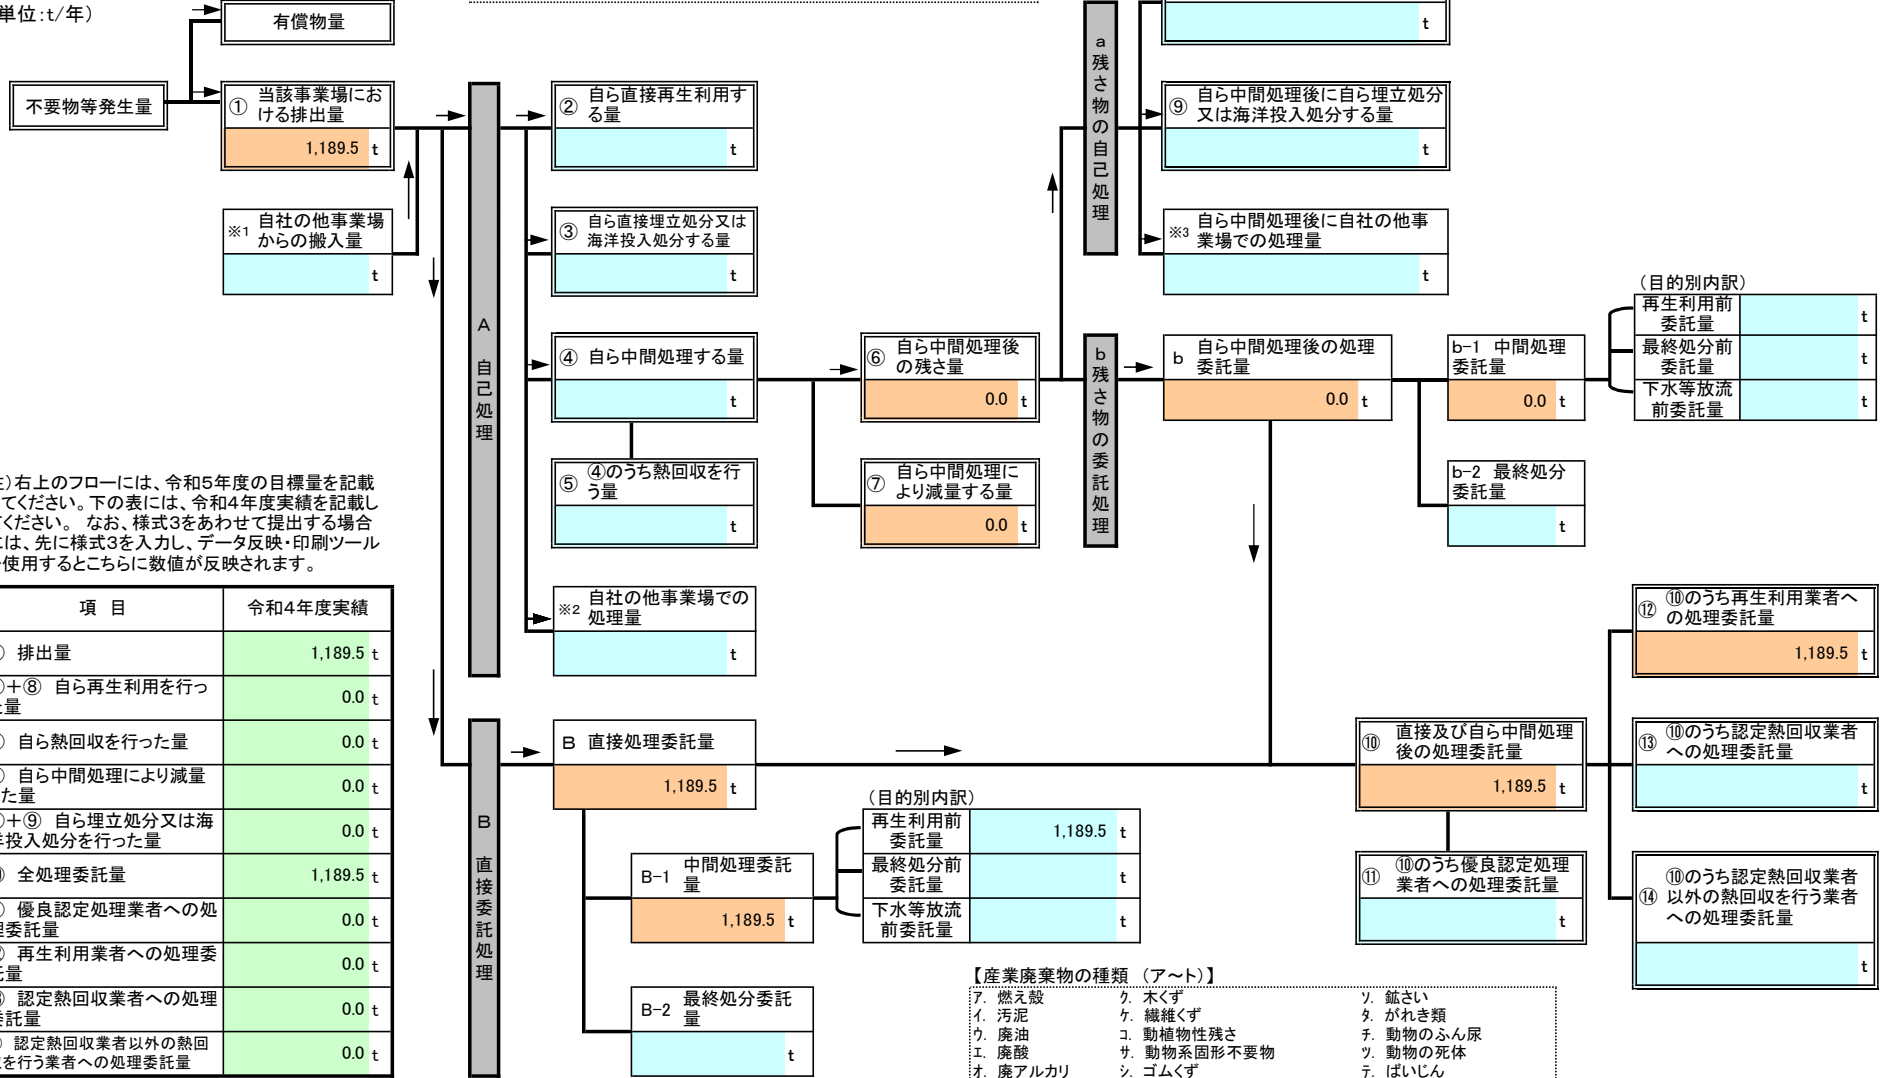 単位:t/年)
有償物量
不要物等発生量
① 当該事業場にお
ける排出量
1,189.5 t
※1 自社の他事業場
からの搬入量
t
A 自己処理
② 自ら直接再生利用す
る量
t
③ 自ら直接埋立処分又は
海洋投入処分する量
t
④ 自ら中間処理する量
t
⑤ ④のうち熱回収を行
う量
t
※2 自社の他事業場での
処理量
t
⑥ 自ら中間処理後
の残さ量
0.0 t
⑦ 自ら中間処理に
より減量する量
0.0 t
a 残さ物の自己処理
t
⑨ 自ら中間処理後に自ら埋立処分
又は海洋投入処分する量
t
※3 自ら中間処理後に自社の他事
業場での処理量
t
b 残さ物の委託処理
b 自ら中間処理後の処理
委託量
0.0 t
b-1 中間処理
委託量
0.0 t
b-2 最終処分
委託量
t
(目的別内訳)
再生利用前
委託量
t
最終処分前
委託量
t
下水等放流
前委託量
t
)右上のフローには、令和5年度の目標量を記載
てください。下の表には、令和4年度実績を記載し
ください。 なお、様式3をあわせて提出する場合
は、先に様式3を入力し、データ反映・印刷ツール
使用するとこちらに数値が反映されます。
項 目 令和4年度実績
) 排出量 1,189.5 t
)+⑧ 自ら再生利用を行っ
量 0.0 t
) 自ら熱回収を行った量 0.0 t
) 自ら中間処理により減量
た量 0.0 t
)+⑨ 自ら埋立処分又は海
投入処分を行った量 0.0 t
) 全処理委託量 1,189.5 t
) 優良認定処理業者への処
委託量 0.0 t
) 再生利用業者への処理委
量 0.0 t
) 認定熱回収業者への処理
託量 0.0 t
) 認定熱回収業者以外の熱回
を行う業者への処理委託量 0.0 t
B 直接委託処理
B 直接処理委託量
1,189.5 t
B-1 中間処理委託
量
1,189.5 t
B-2 最終処分委託
量
t
(目的別内訳)
再生利用前
委託量
1,189.5 t
最終処分前
委託量
t
下水等放流
前委託量
t
⑩ 直接及び自ら中間処理
後の処理委託量
1,189.5 t
⑪ ⑩のうち優良認定処理
業者への処理委託量
t
⑫ ⑩のうち再生利用業者へ
の処理委託量
1,189.5 t
⑬ ⑩のうち認定熱回収業者
への処理委託量
t
⑭ ⑩のうち認定熱回収業者
以外の熱回収を行う業者
への処理委託量
t
【産業廃棄物の種類 (ア~ト)】
ア. 燃え殻 ク. 木くず ソ. 鉱さい
イ. 汚泥 ケ. 繊維くず タ. がれき類
ウ. 廃油 コ. 動植物性残さ チ. 動物のふん尿
エ. 廃酸 サ. 動物系固形不要物 ツ. 動物の死体
オ. 廃アルカリ シ. ゴムくず テ. ばいじん